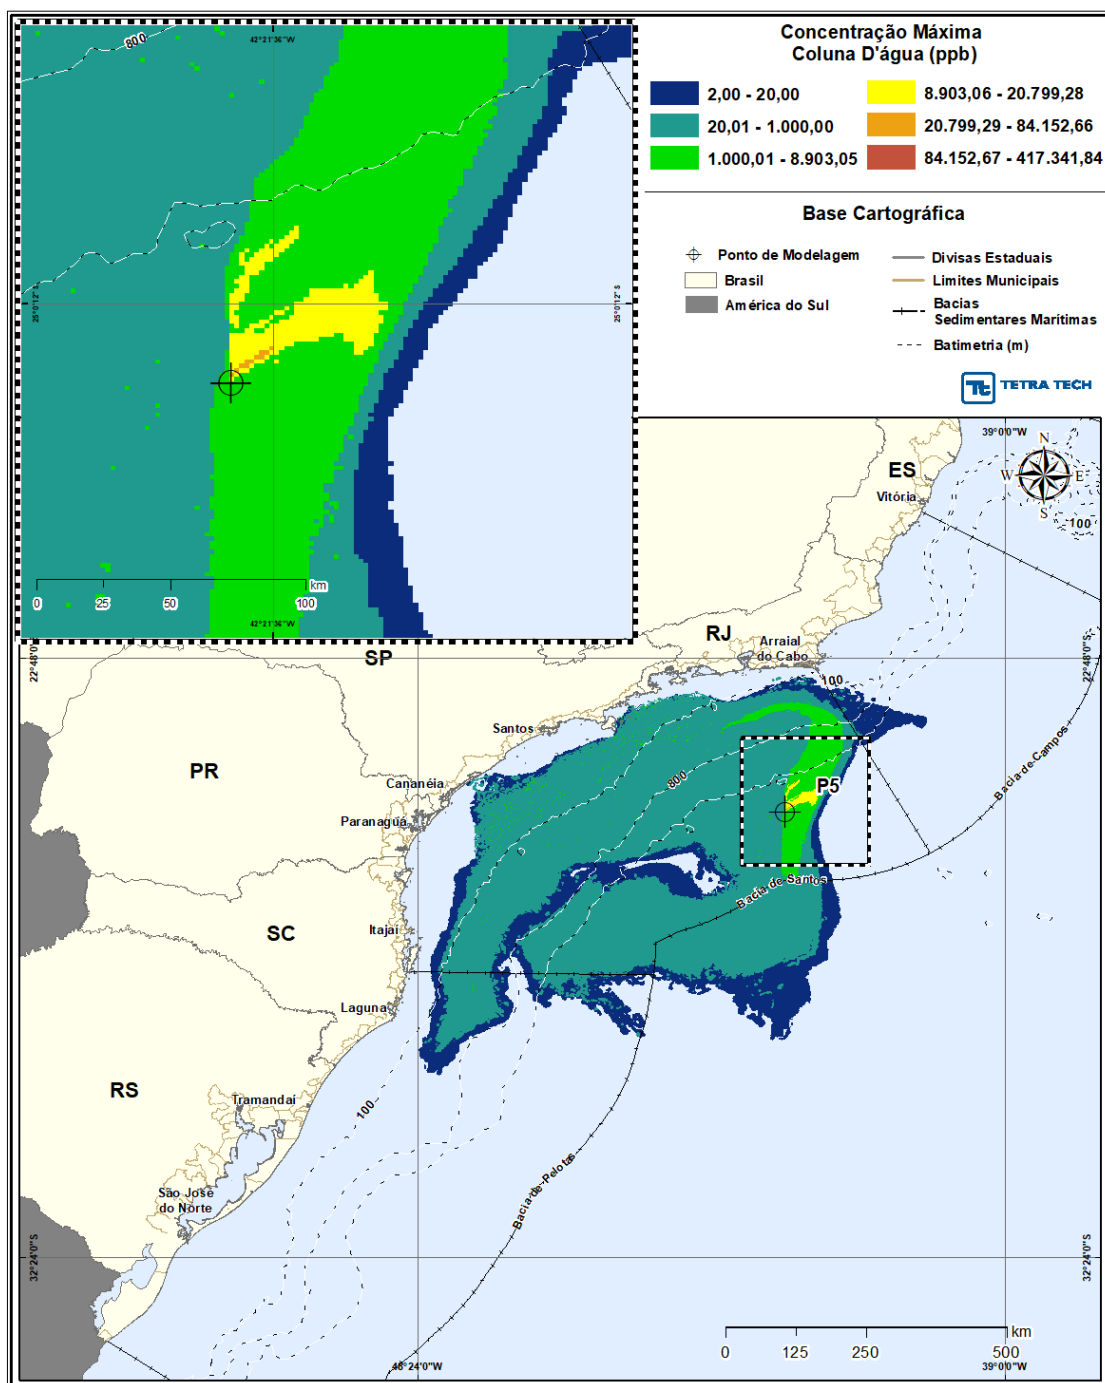 800
42°21'36"W
25°0'12"S
25°0'12"S
km
0
25
50
100
42°21'36"W
Concentração Máxima
Coluna D'água (ppb)
2,00 - 20,00
20,01 - 1.000,00
1.000,01 - 8.903,05
8.903,06 - 20.799,28
20.799,29 - 84.152,66
84.152,67 - 417.341,84
Base Cartográfica
Ponto de Modelagem
Brasil
América do Sul
Divisas Estaduais
Limites Municipais
Bacias
Sedimentares Marítimas
Batimetria (m)
Tt TETRA TECH
39°0'0"W
N
W
E
S
ES
Vitória
100
RJ
Arraial
do Cabo
22°48'0"S
22°48'0"S
SP
100
Santos
PR
Cananéia
800
P5
Bacia de Campos
Paranaguá
Bacia de Santos
SC
Itajaí
Laguna
RS
Tramandaí
100
São José
do Norte
Bacia de Pelotas
32°24'0"S
32°24'0"S
km
0
125
250
500
48°24'0"W
39°0'0"W